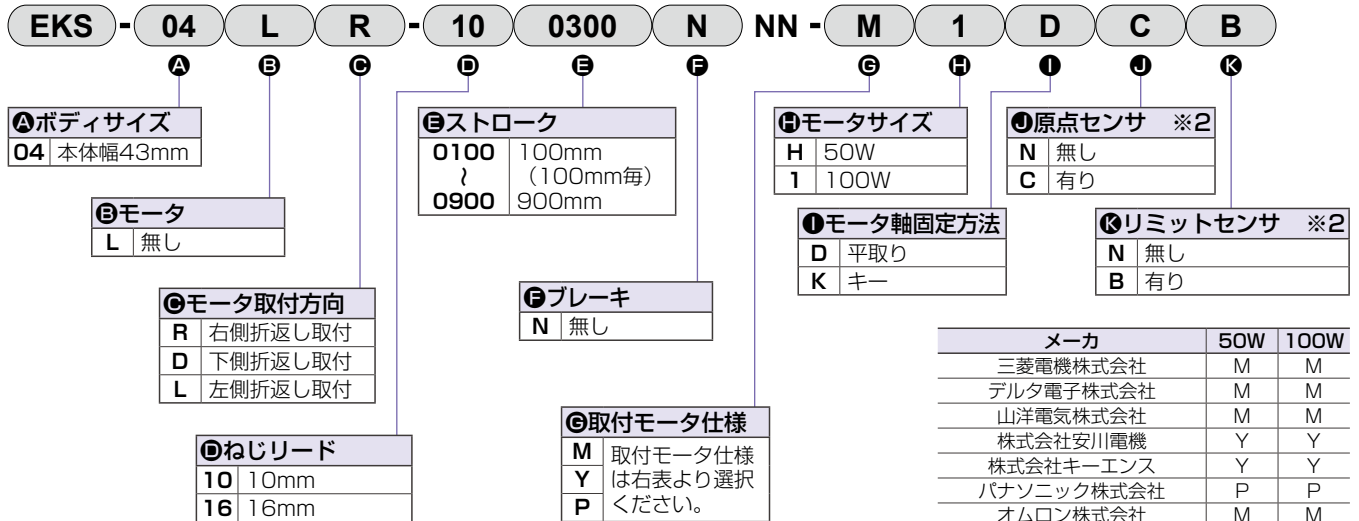 EKS - 04 L R - 10 0300 N NN - M 1 D C B
Ⓐ Ⓑ Ⓒ Ⓓ Ⓔ Ⓕ Ⓖ Ⓗ Ⓘ Ⓙ Ⓚ
Ⓐボディサイズ
04 本体幅43mm
Ⓑモータ
L 無し
Ⓒモータ取付方向
R 右側折返し取付
D 下側折返し取付
L 左側折返し取付
Ⓓねじリード
10 10mm
16 16mm
Ⓔストローク
0100 100mm
~ (100mm毎)
0900 900mm
Ⓕブレーキ
N 無し
Ⓖ取付モータ仕様
M 取付モータ仕様
Y は右表より選択
P ください。
Ⓗモータサイズ
H 50W
1 100W
Ⓘモータ軸固定方法
D 平取り
K キー
Ⓙ原点センサ ※2
N 無し
C 有り
Ⓚリミットセンサ ※2
N 無し
B 有り
メーカ 50W 100W
三菱電機株式会社 M M
デルタ電子株式会社 M M
山洋電気株式会社 M M
株式会社安川電機 Y Y
株式会社キーエンス Y Y
パナソニック株式会社 P P
オムロン株式会社 M M